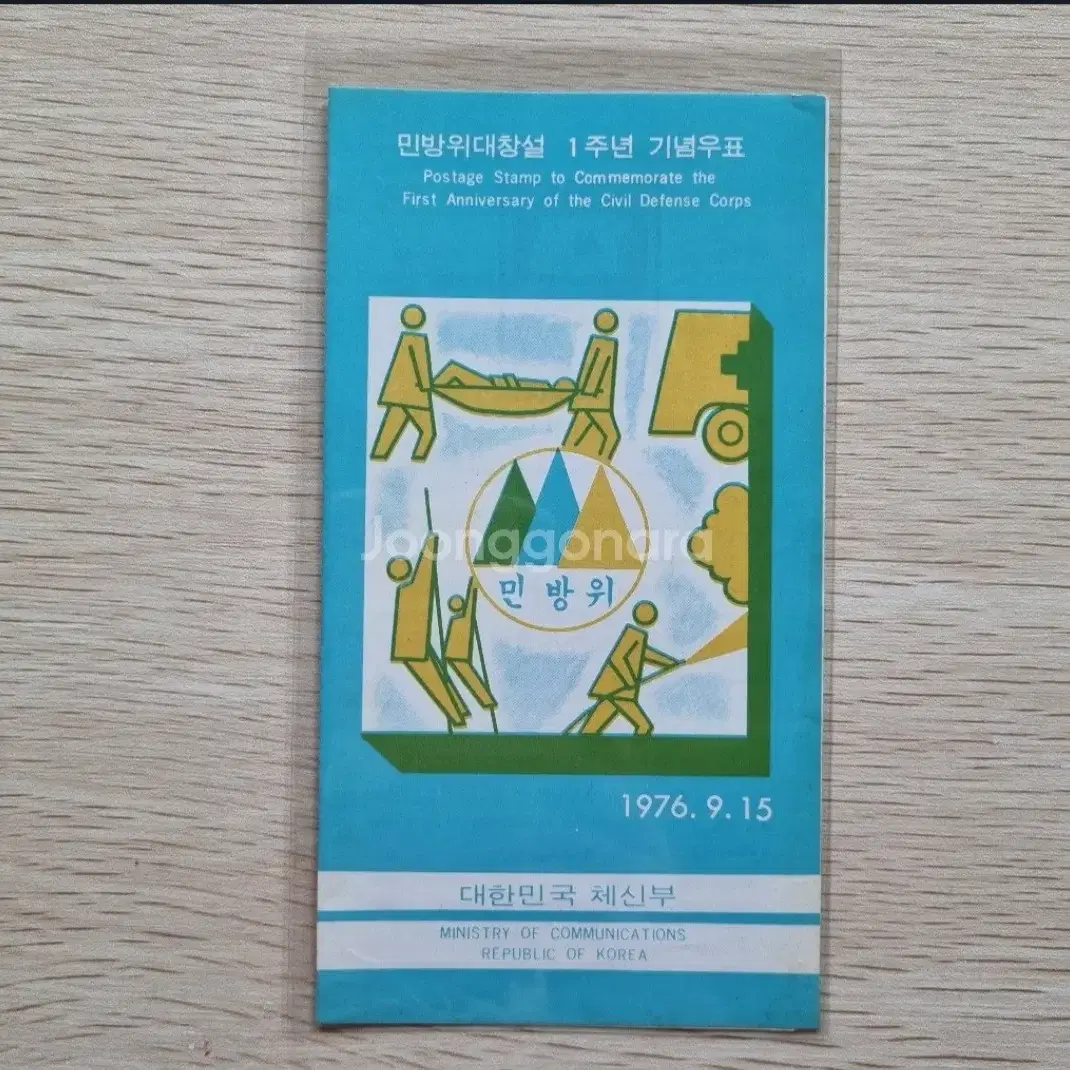 민방위대창설 1주년 기념우표
Postage Stamp to Commemorate the
First Anniversary of the Civil Defense Corps
Joonggonara
민방위
1976. 9. 15
대한민국 체신부
MINISTRY OF COMMUNICATIONS
REPUBLIC OF KOREA